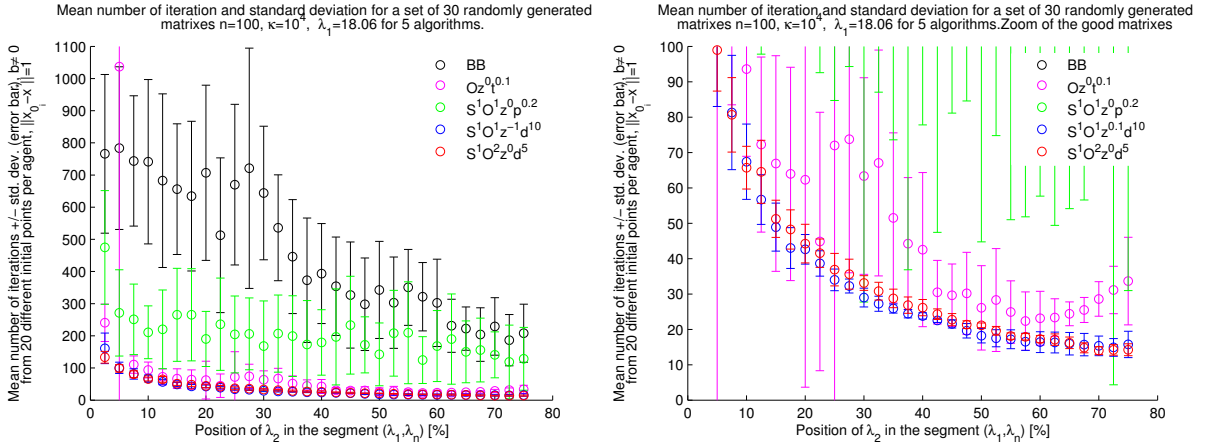 Mean number of iteration and standard deviation for a set of 30 randomly generated
matrixes n=100, κ=10⁴, λ₁=18.06 for 5 algorithms.
Mean number of iterations +/− std. dev. (error bar), b≠ 0
from 20 different initial points per agent, ||x₀ᵢ−x*||=1
1100
1000
900
800
700
600
500
400
300
200
100
0
BB
Oz⁰t⁰·¹
S¹O¹z⁰p⁰·²
S¹O¹z⁻¹d¹⁰
S¹O²z⁰d⁵
0 10 20 30 40 50 60 70 80
Position of λ₂ in the segment (λ₁,λₙ) [%]
Mean number of iteration and standard deviation for a set of 30 randomly generated
matrixes n=100, κ=10⁴, λ₁=18.06 for 5 algorithms.Zoom of the good matrixes
Mean number of iterations +/− std. dev. (error bar), b≠ 0
from 20 different initial points per agent, ||x₀ᵢ−x*||=1
100
90
80
70
60
50
40
30
20
10
0
BB
Oz⁰t⁰·¹
S¹O¹z⁰p⁰·²
S¹O¹z⁰·¹d¹⁰
S¹O²z⁰d⁵
0 10 20 30 40 50 60 70 80
Position of λ₂ in the segment (λ₁,λₙ) [%]